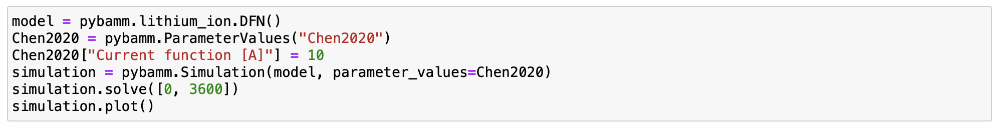 model = pybamm.lithium_ion.DFN()
Chen2020 = pybamm.ParameterValues("Chen2020")
Chen2020["Current function [A]"] = 10
simulation = pybamm.Simulation(model, parameter_values=Chen2020)
simulation.solve([0, 3600])
simulation.plot()